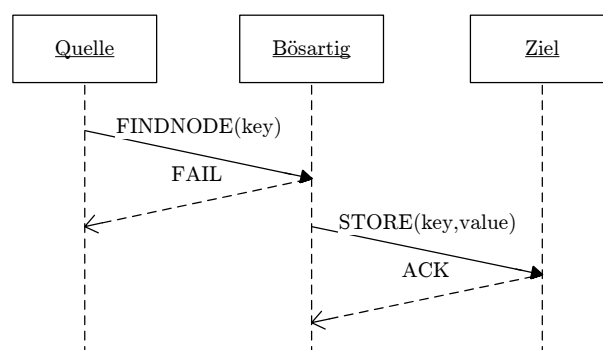 Quelle
Bösartig
Ziel
FINDNODE(key)
FAIL
STORE(key,value)
ACK